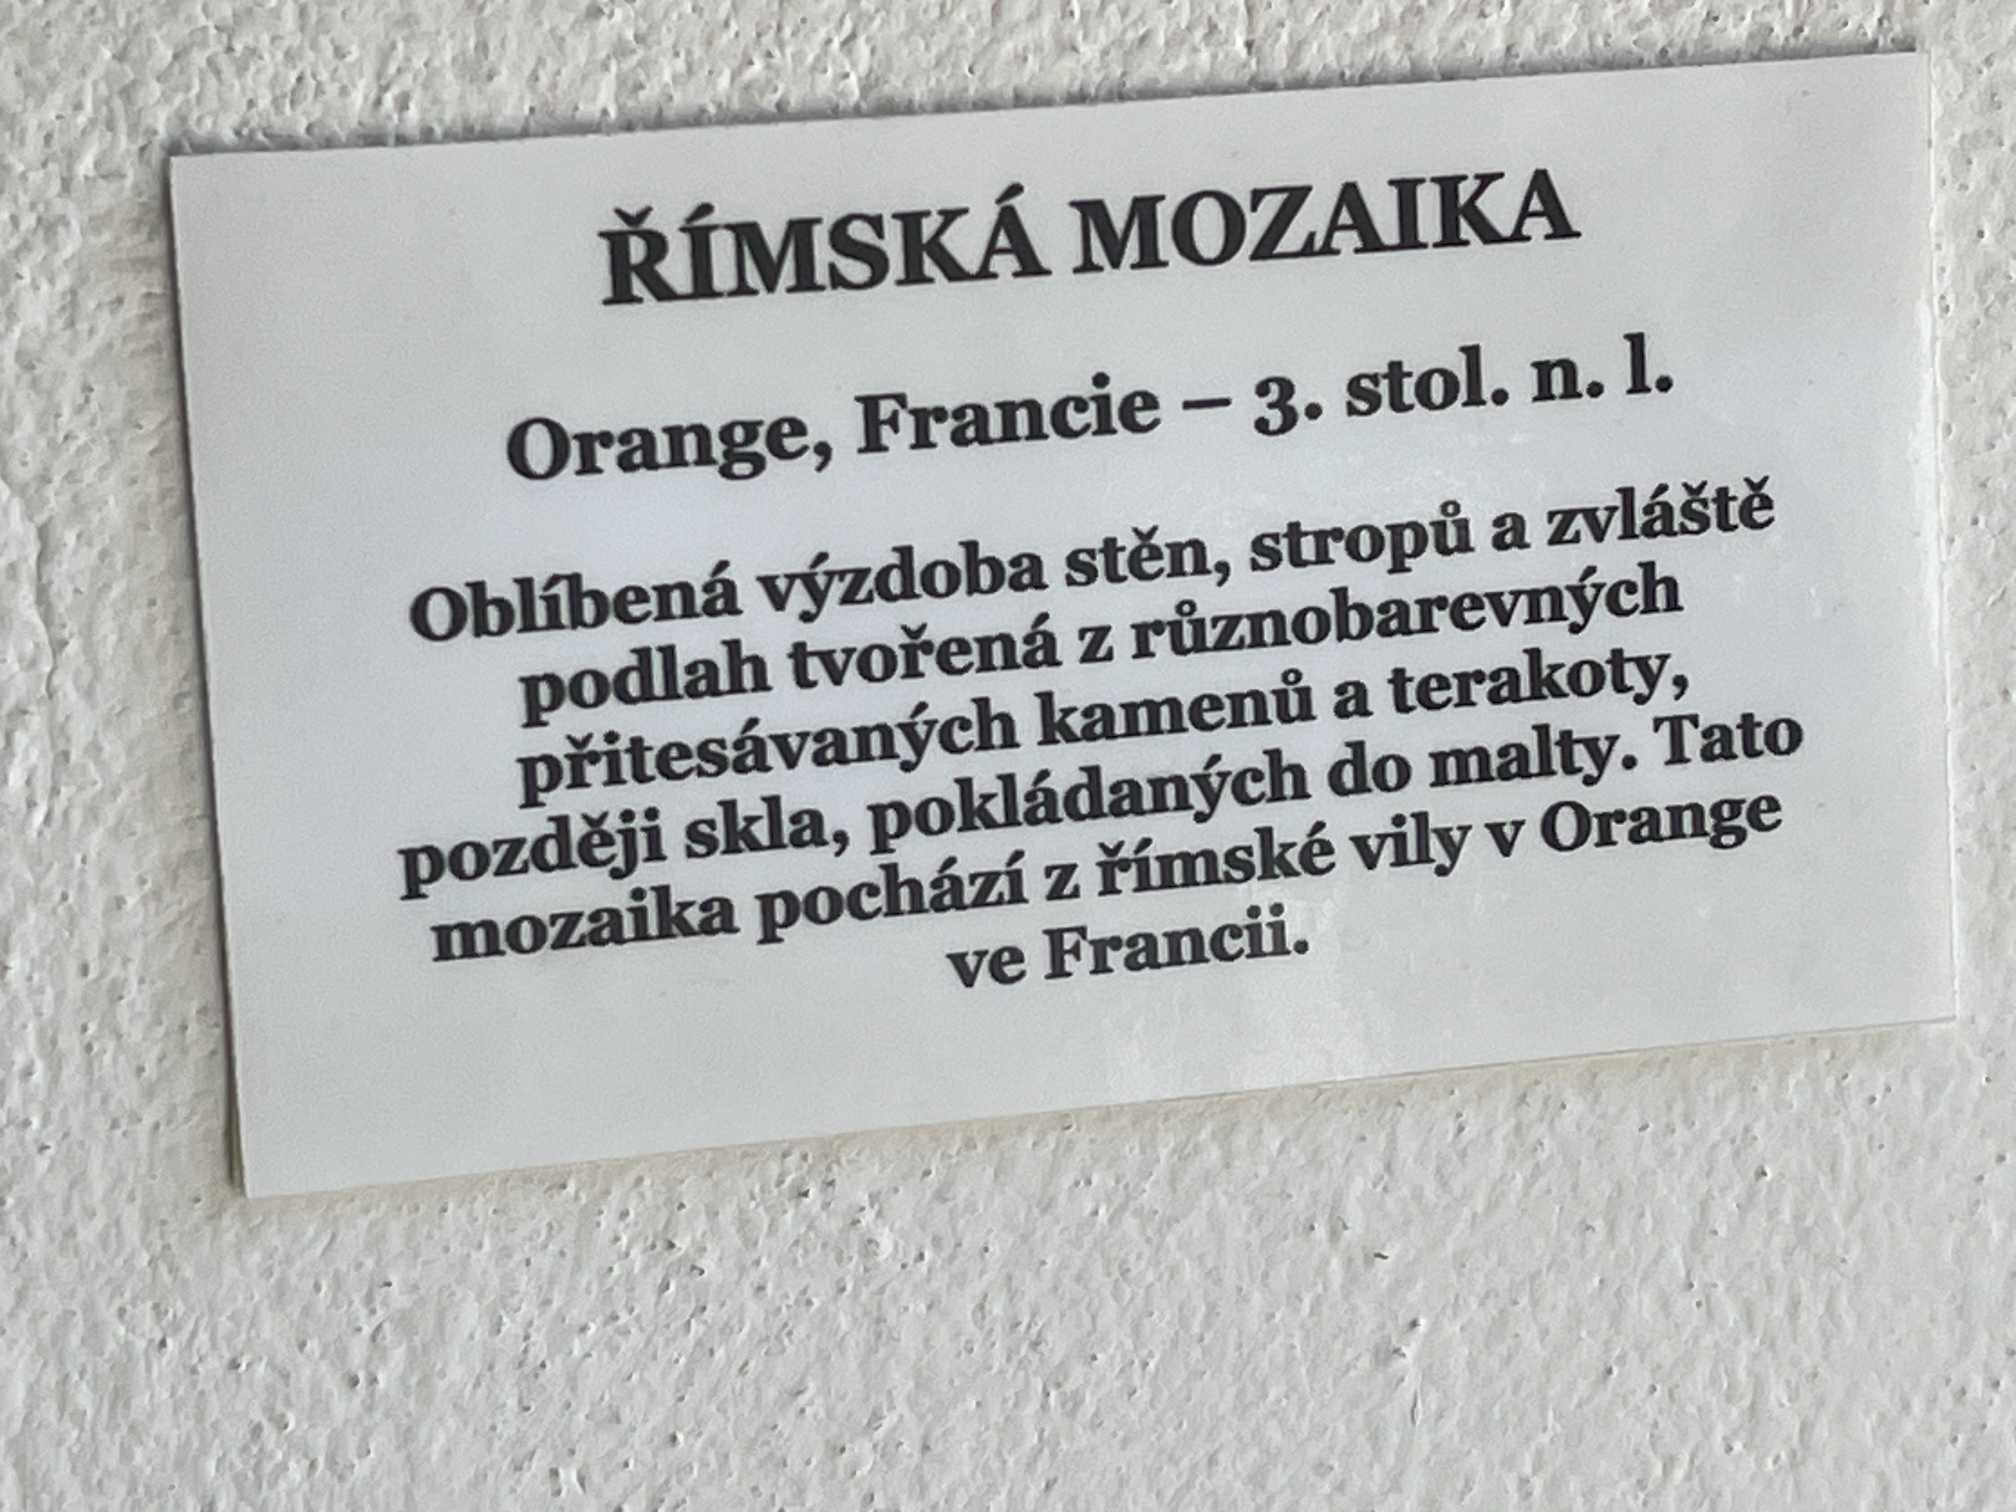 ŘÍMSKÁ MOZAIKA
Orange, Francie – 3. stol. n. l.
Oblíbená výzdoba stěn, stropů a zvláště
podlah tvořená z různobarevných
přitesávaných kamenů a terakoty,
později skla, pokládaných do malty. Tato
mozaika pochází z římské vily v Orange
ve Francii.